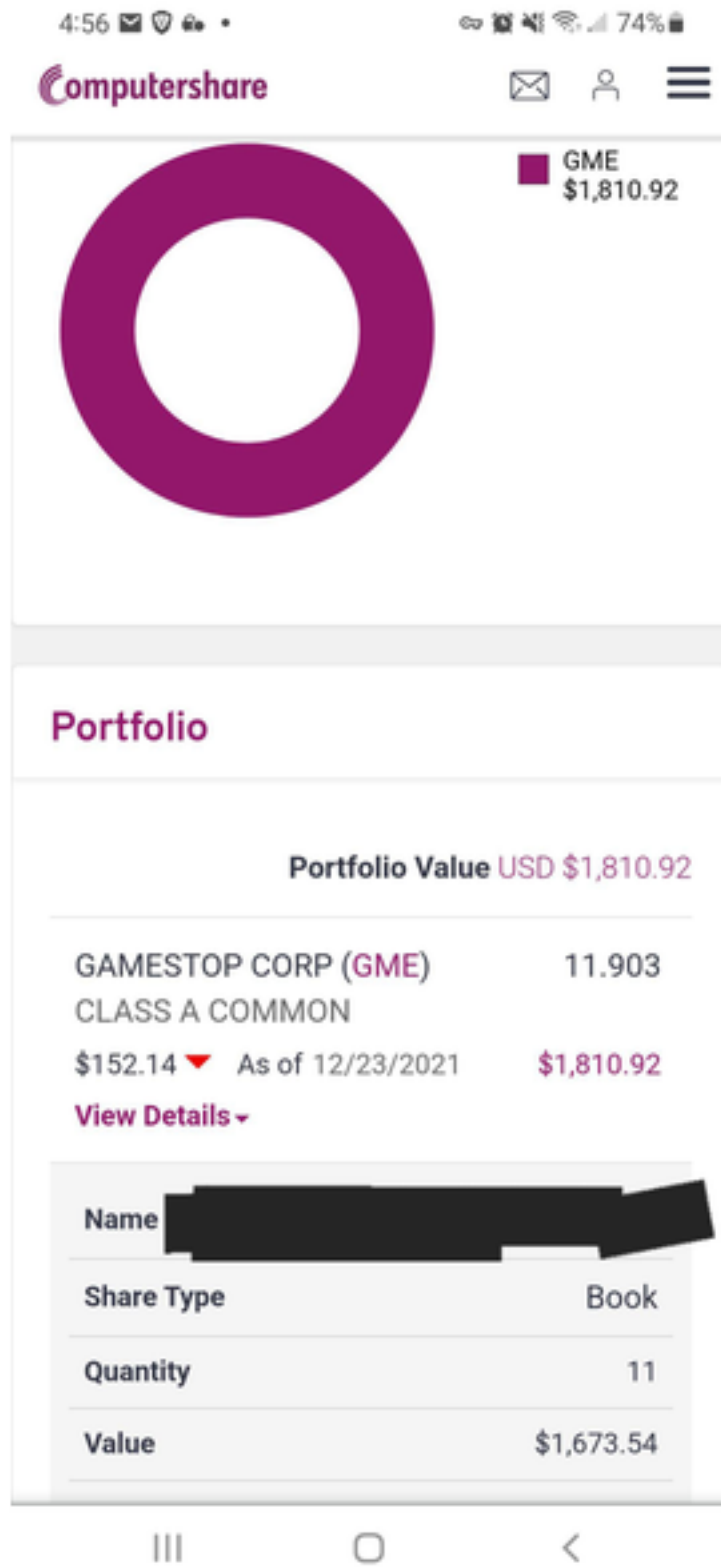 4:56 74%
Computershare
GME
$1,810.92
Portfolio
Portfolio Value USD $1,810.92
GAMESTOP CORP (GME) 11.903
CLASS A COMMON
$152.14 As of 12/23/2021 $1,810.92
View Details
Name
Share Type Book
Quantity 11
Value $1,673.54